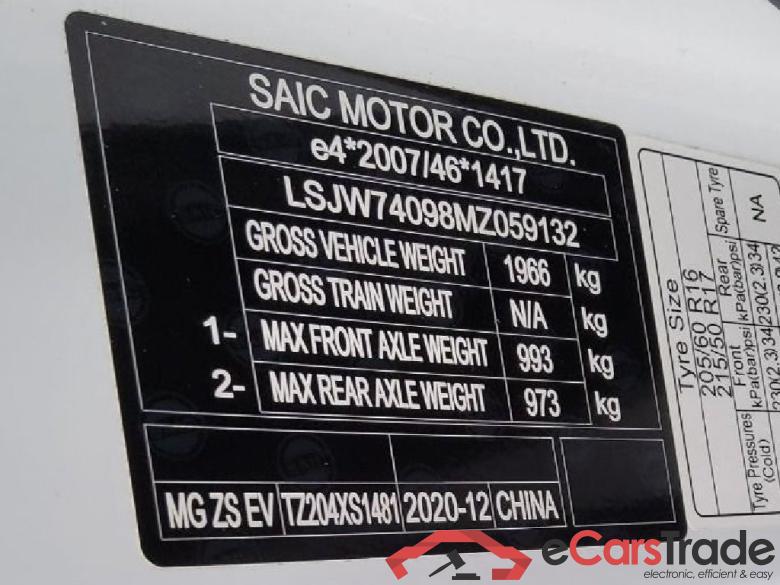 SAIC MOTOR CO.,LTD.
e4*2007/46*1417
LSJW74098MZ059132
GROSS VEHICLE WEIGHT 1966 kg
GROSS TRAIN WEIGHT N/A kg
1- MAX FRONT AXLE WEIGHT 993 kg
2- MAX REAR AXLE WEIGHT 973 kg
MG ZS EV TZ204XS1481 2020-12 CHINA
Tyre Size
205/60 R16
215/50 R17
Tyre Pressures (Cold)
Front kPa(bar)/psi
Rear kPa(bar)/psi
Spare Tyre
230(2.3)34
230(2.3)34
NA
eCarsTrade
electronic, efficient & easy